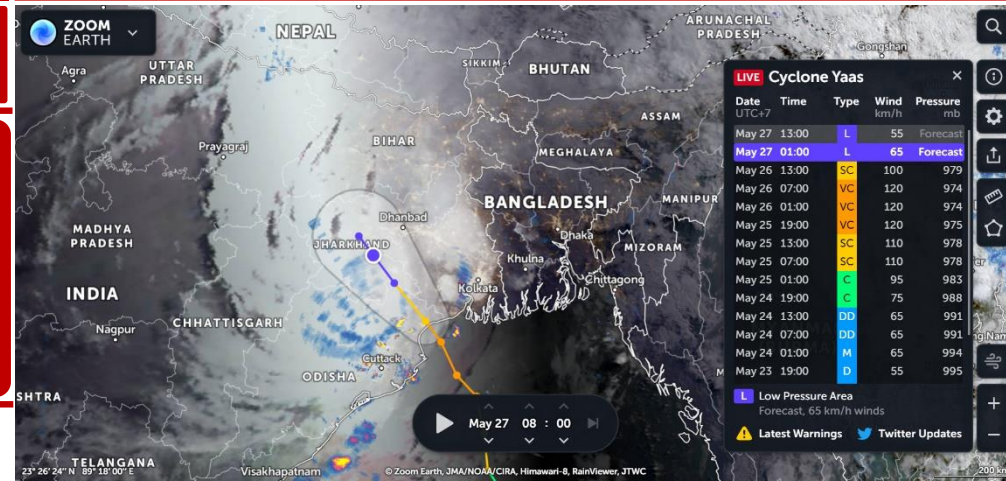 ZOOM
EARTH
NEPAL
ARUNACHAL
PRADESH
Gongshan
SIKKIM
BHUTAN
Agra
UTTAR
PRADESH
ASSAM
BIHAR
Prayagraj
MEGHALAYA
BANGLADESH
MANIPUR
Dhanbad
MADHYA
PRADESH
JHARKHAND
Dhaka
MIZORAM
Khulna
Kolkata
Chittagong
INDIA
CHHATTISGARH
Nagpur
Cuttack
ODISHA
SHTRA
TELANGANA
Visakhapatnam
23° 26' 24" N 89° 18' 00" E
May 27 08 : 00
© Zoom Earth, JMA/NOAA/CIRA, Himawari-8, RainViewer, JTWC
LIVE Cyclone Yaas ×
Date Time Type Wind Pressure
UTC+7 km/h mb
May 27 13:00 L 55 Forecast
May 27 01:00 L 65 Forecast
May 26 13:00 SC 100 979
May 26 07:00 VC 120 974
May 26 01:00 VC 120 974
May 25 19:00 VC 120 975
May 25 13:00 SC 110 978
May 25 07:00 SC 110 978
May 25 01:00 C 95 983
May 24 19:00 C 75 988
May 24 13:00 DD 65 991
May 24 07:00 DD 65 991
May 24 01:00 M 65 994
May 23 19:00 D 55 995
L Low Pressure Area
Forecast, 65 km/h winds
Latest Warnings Twitter Updates
+
−
200 km